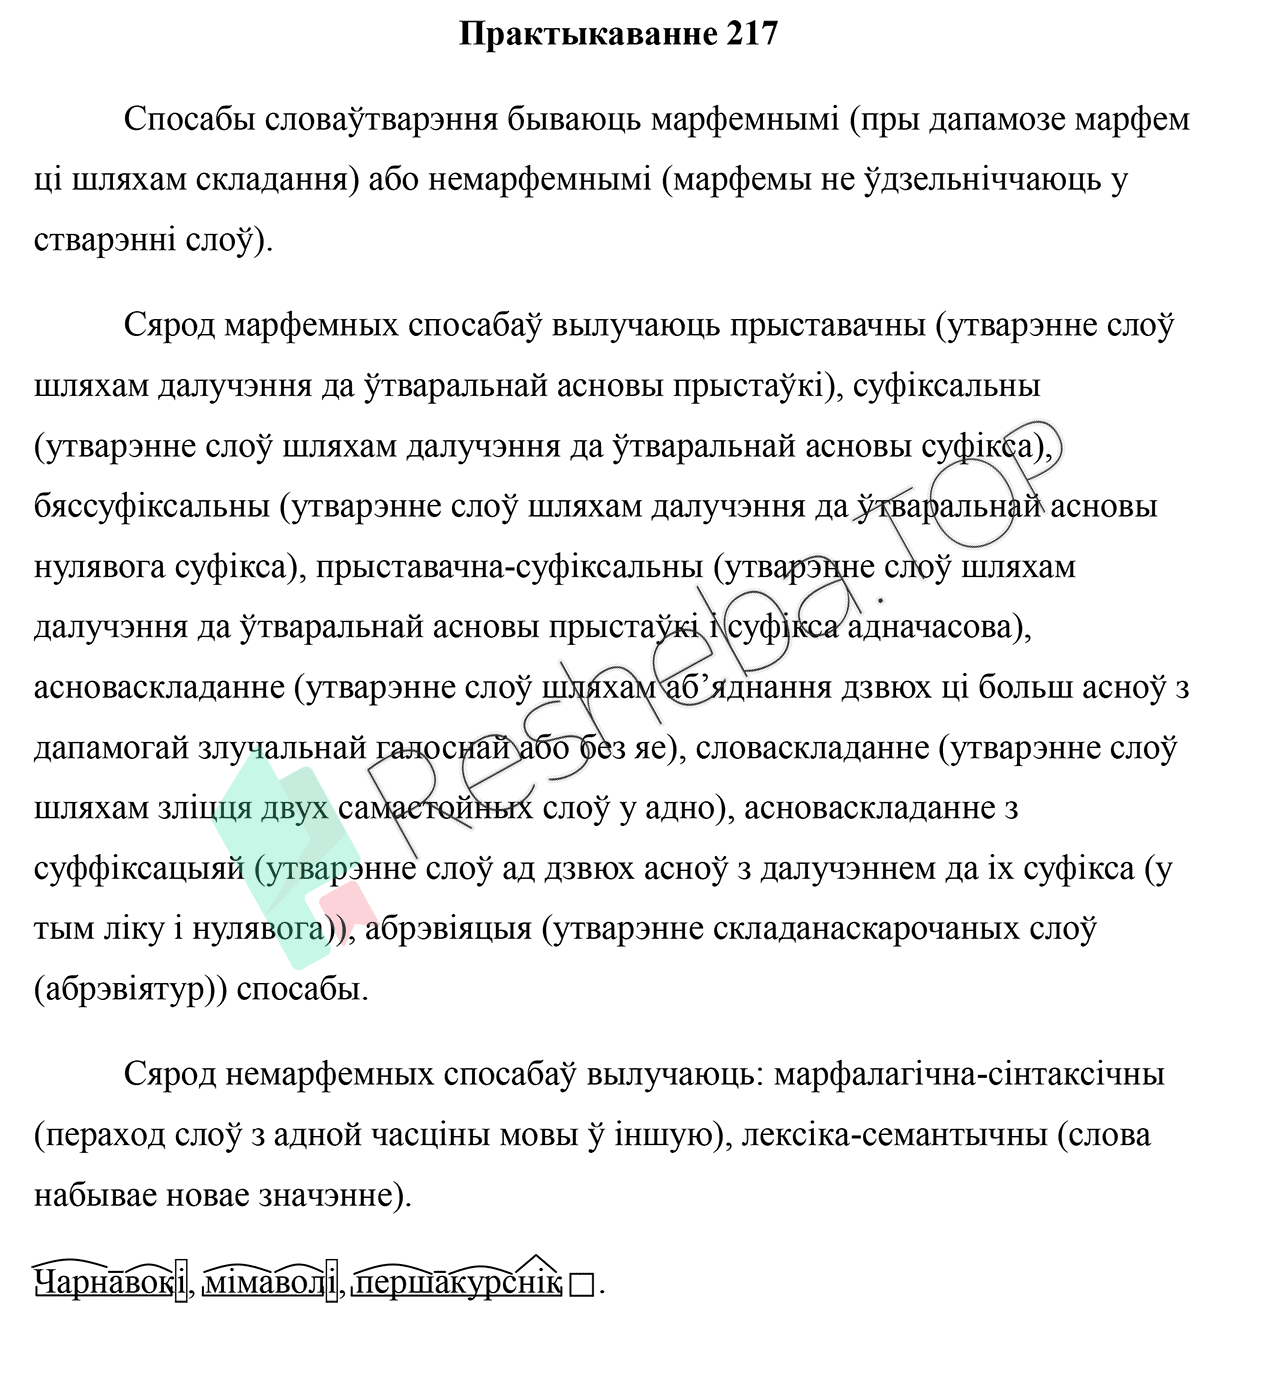 Практыкаванне 217
Спосабы словаўтварэння бываюць марфемнымі (пры дапамозе марфем
ці шляхам складання) або немарфемнымі (марфемы не ўдзельніччаюць у
стварэнні слоў).
Сярод марфемных спосабаў вылучаюць прыставачны (утварэнне слоў
шляхам далучэння да ўтваральнай асновы прыстаўкі), суфіксальны
(утварэнне слоў шляхам далучэння да ўтваральнай асновы суфікса),
бяссуфіксальны (утварэнне слоў шляхам далучэння да ўтваральнай асновы
нулявога суфікса), прыставачна-суфіксальны (утварэнне слоў шляхам
далучэння да ўтваральнай асновы прыстаўкі і суфікса адначасова),
асноваскладанне (утварэнне слоў шляхам аб’яднання дзвюх ці больш асноў з
дапамогай злучальнай галоснай або без яе), словаскладанне (утварэнне слоў
шляхам зліцця двух самастойных слоў у адно), асноваскладанне з
суффіксацыяй (утварэнне слоў ад дзвюх асноў з далучэннем да іх суфікса (у
тым ліку і нулявога)), абрэвіяцыя (утварэнне складанаскарочаных слоў
(абрэвіятур)) спосабы.
Сярод немарфемных спосабаў вылучаюць: марфалагічна-сінтаксічны
(пераход слоў з адной часціны мовы ў іншую), лексіка-семантычны (слова
набывае новае значэнне).
Чарнавокі, мімаволі, першакурснік .
Resheba.TOP